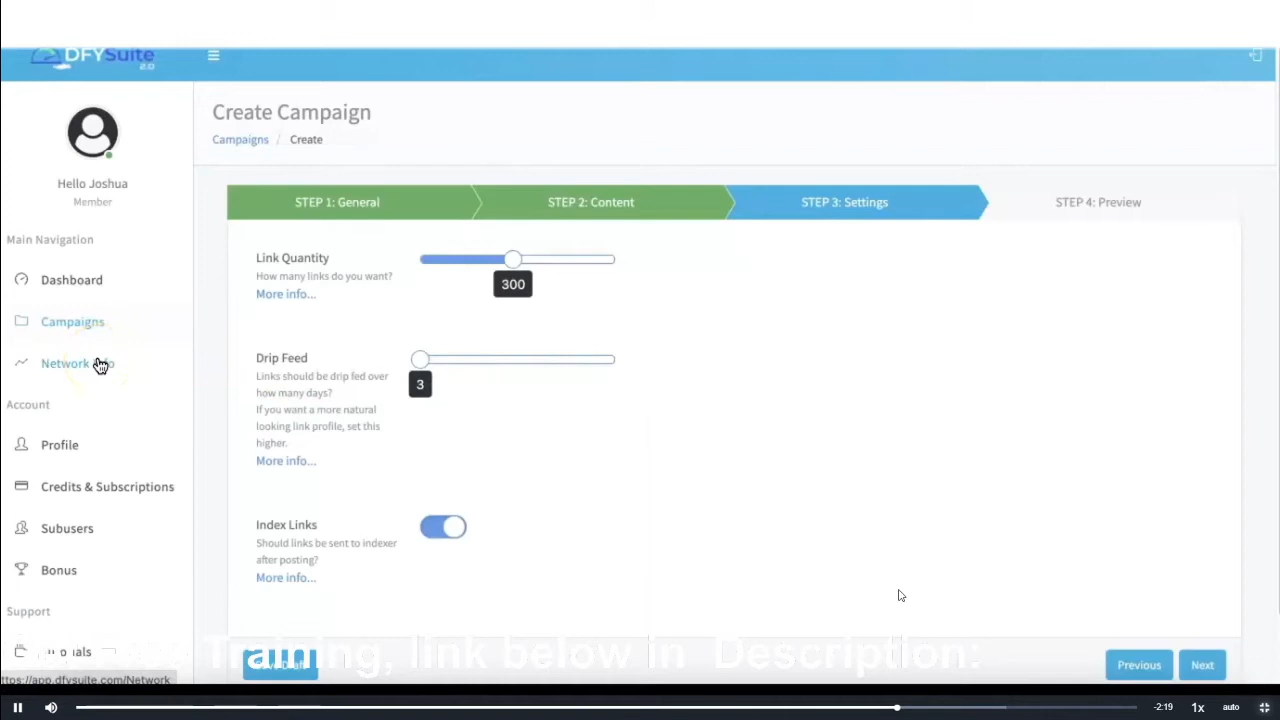 DFYSuite
2.0
Create Campaign
Campaigns / Create
Hello Joshua
Member
STEP 1: General
STEP 2: Content
STEP 3: Settings
STEP 4: Preview
Main Navigation
Dashboard
Campaigns
Network
Account
Profile
Credits & Subscriptions
Subusers
Bonus
Support
Link Quantity
How many links do you want?
More info...
300
Drip Feed
Links should be drip fed over
how many days?
If you want a more natural
looking link profile, set this
higher.
More info...
3
Index Links
Should links be sent to indexer
after posting?
More info...
Training, link below in Description:
Previous
Next
ttps://app.dfysuite.com/Network
-2:19
1x
auto